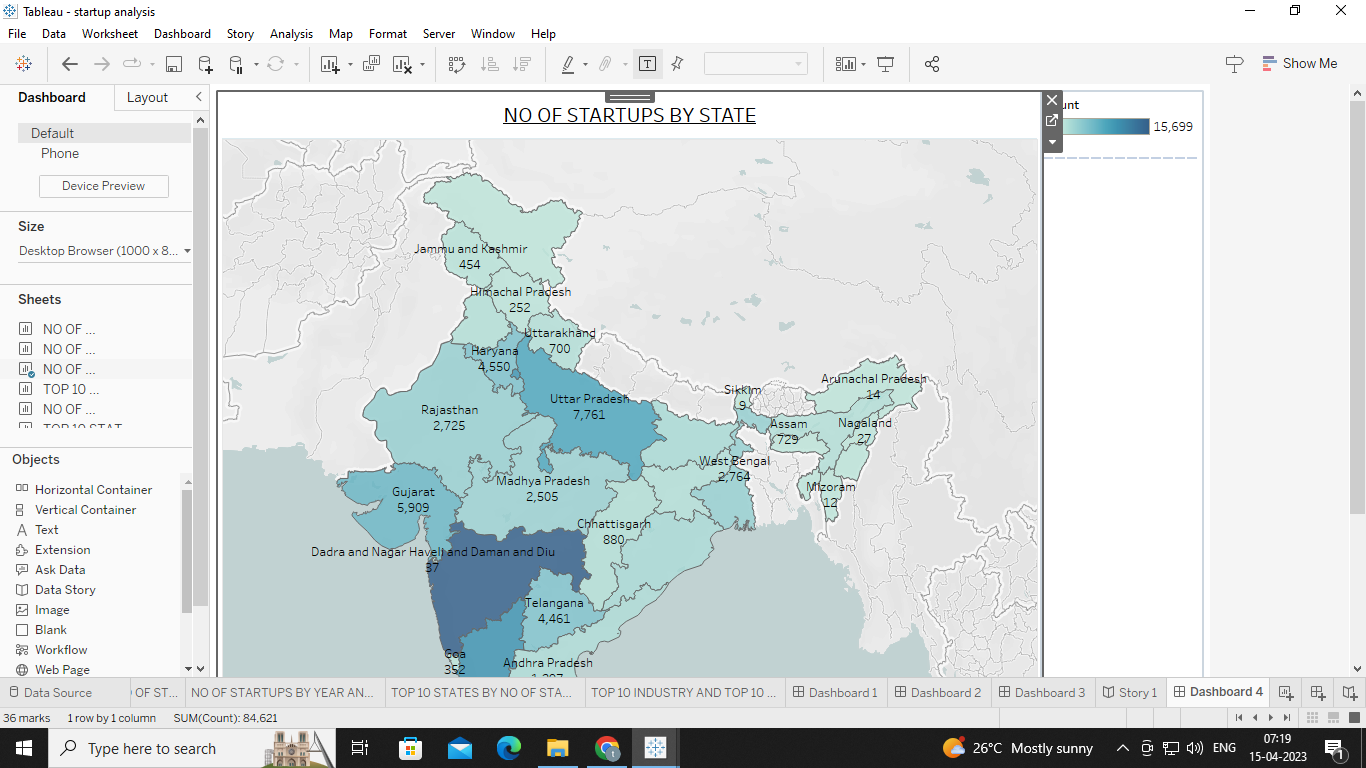 Tableau - startup analysis
File Data Worksheet Dashboard Story Analysis Map Format Server Window Help
Show Me
Dashboard Layout
Default
Phone
Device Preview
Size
Desktop Browser (1000 x 8...
Sheets
NO OF ...
NO OF ...
NO OF ...
TOP 10 ...
NO OF ...
TOP 10 STAT
Objects
Horizontal Container
Vertical Container
Text
Extension
Ask Data
Data Story
Image
Blank
Workflow
Web Page
NO OF STARTUPS BY STATE
unt
15,699
Jammu and Kashmir
454
Himachal Pradesh
252
Uttarakhand
700
Haryana
4,550
Uttar Pradesh
7,761
Rajasthan
2,725
Sikkim
9
Arunachal Pradesh
14
Assam
729
Nagaland
27
West Bengal
2,764
Mizoram
12
Gujarat
5,909
Madhya Pradesh
2,505
Chhattisgarh
880
Dadra and Nagar Haveli and Daman and Diu
37
Telangana
4,461
Goa
352
Andhra Pradesh
Data Source
OF ST...
NO OF STARTUPS BY YEAR AN...
TOP 10 STATES BY NO OF STA...
TOP 10 INDUSTRY AND TOP 10 ...
Dashboard 1
Dashboard 2
Dashboard 3
Story 1
Dashboard 4
36 marks 1 row by 1 column SUM(Count): 84,621
Type here to search
26°C Mostly sunny
ENG
07:19
15-04-2023
1